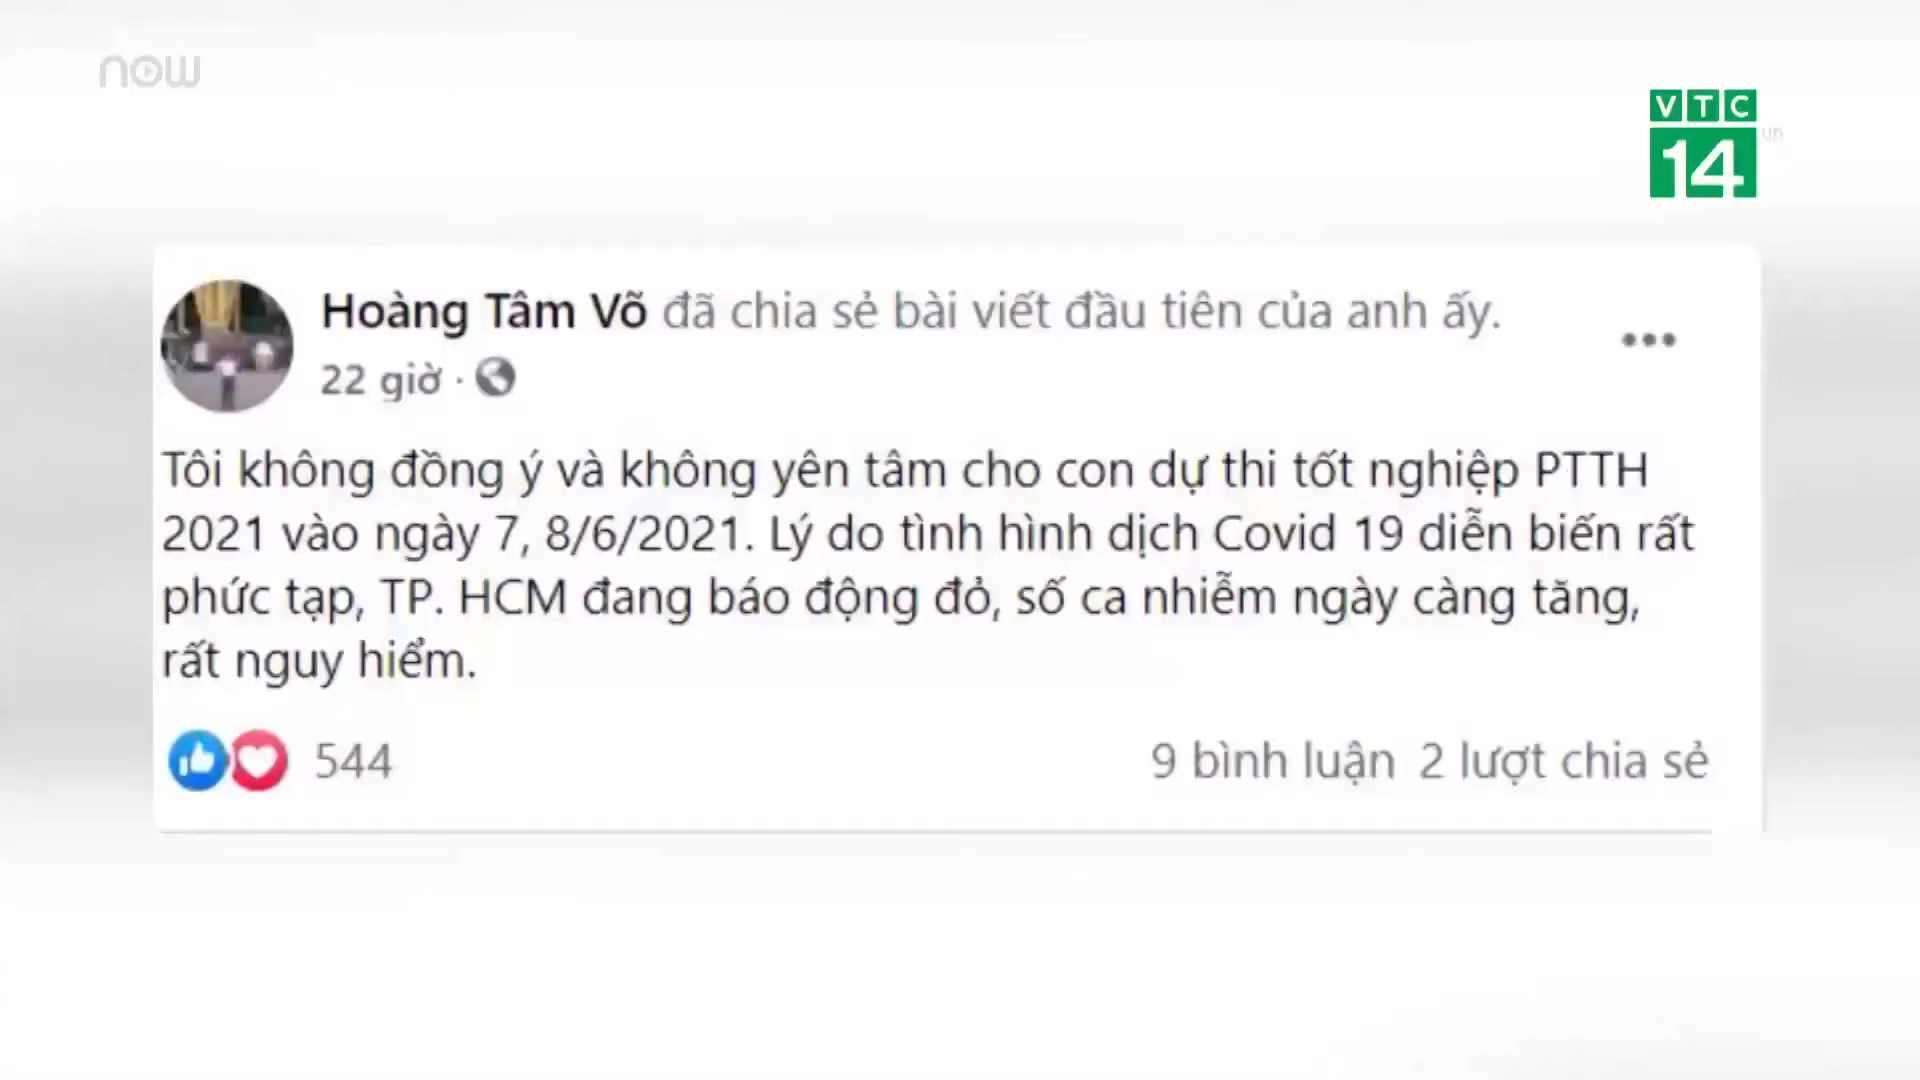 now
VTC
14
.vn
Hoàng Tâm Võ đã chia sẻ bài viết đầu tiên của anh ấy.
22 giờ ·
Tôi không đồng ý và không yên tâm cho con dự thi tốt nghiệp PTTH
2021 vào ngày 7, 8/6/2021. Lý do tình hình dịch Covid 19 diễn biến rất
phức tạp, TP. HCM đang báo động đỏ, số ca nhiễm ngày càng tăng,
rất nguy hiểm.
544
9 bình luận 2 lượt chia sẻ